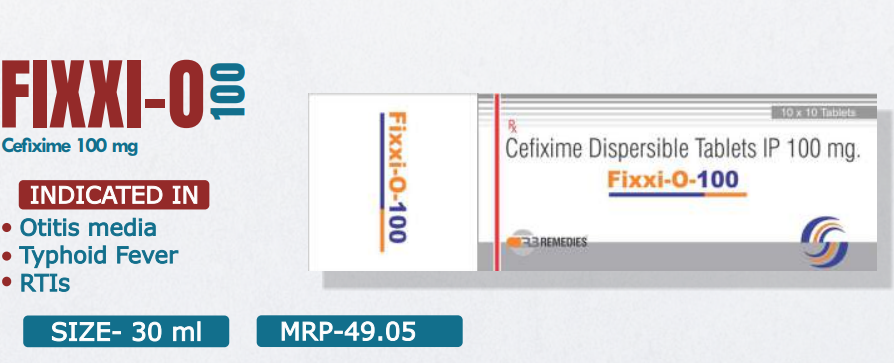 FIXXI-O 100
Cefixime 100 mg
INDICATED IN
• Otitis media
• Typhoid Fever
• RTIs
SIZE- 30 ml
MRP-49.05
Fixxi-O-100
10 x 10 Tablets
Rx
Cefixime Dispersible Tablets IP 100 mg.
Fixxi-O-100
REMEDIES